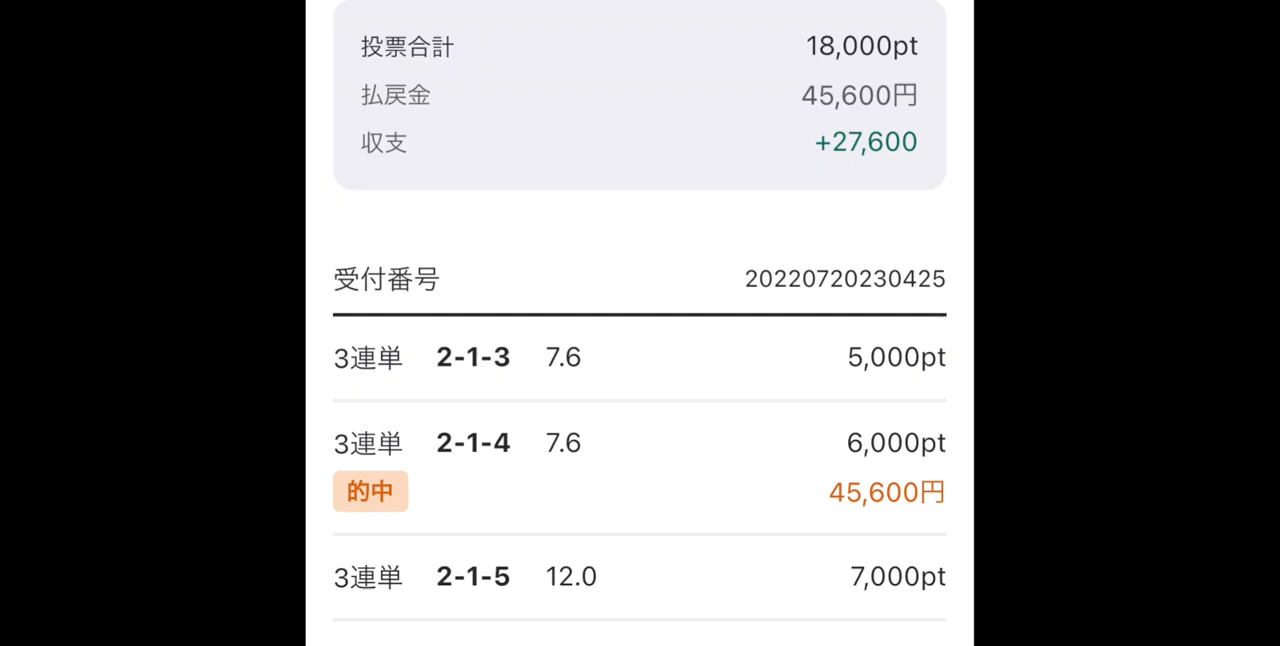 投票合計 18,000pt
払戻金 45,600円
収支 +27,600
受付番号 20220720230425
3連単 2-1-3 7.6 5,000pt
3連単 2-1-4 7.6 6,000pt
的中 45,600円
3連単 2-1-5 12.0 7,000pt